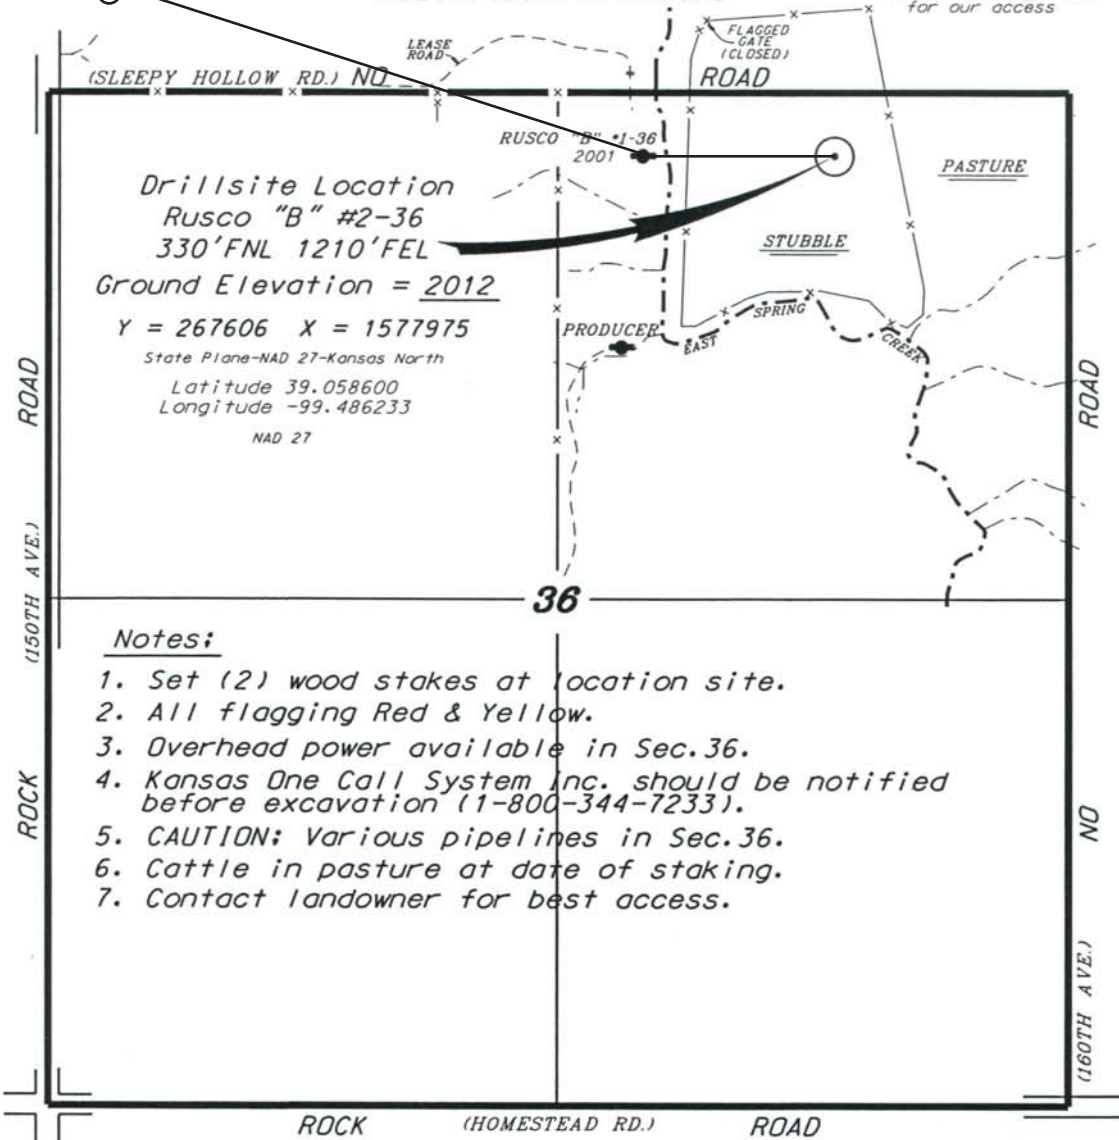 for our access
FLAGGED
GATE
(CLOSED)
LEASE
ROAD
(SLEEPY HOLLOW RD.) NO ROAD
RUSCO "B" #1-36
2001
PASTURE
Drillsite Location
Rusco "B" #2-36
330'FNL 1210'FEL
STUBBLE
Ground Elevation = 2012
Y = 267606 X = 1577975
SPRING
PRODUCER
EAST
CREEK
State Plane-NAD 27-Kansas North
Latitude 39.058600
Longitude -99.486233
NAD 27
ROAD
ROAD
(150TH AVE.)
36
Notes:
1. Set (2) wood stakes at location site.
2. All flagging Red & Yellow.
3. Overhead power available in Sec.36.
4. Kansas One Call System Inc. should be notified
before excavation (1-800-344-7233).
5. CAUTION: Various pipelines in Sec.36.
6. Cattle in pasture at date of staking.
7. Contact landowner for best access.
ROCK
NO
(160TH AVE.)
ROCK (HOMESTEAD RD.) ROAD